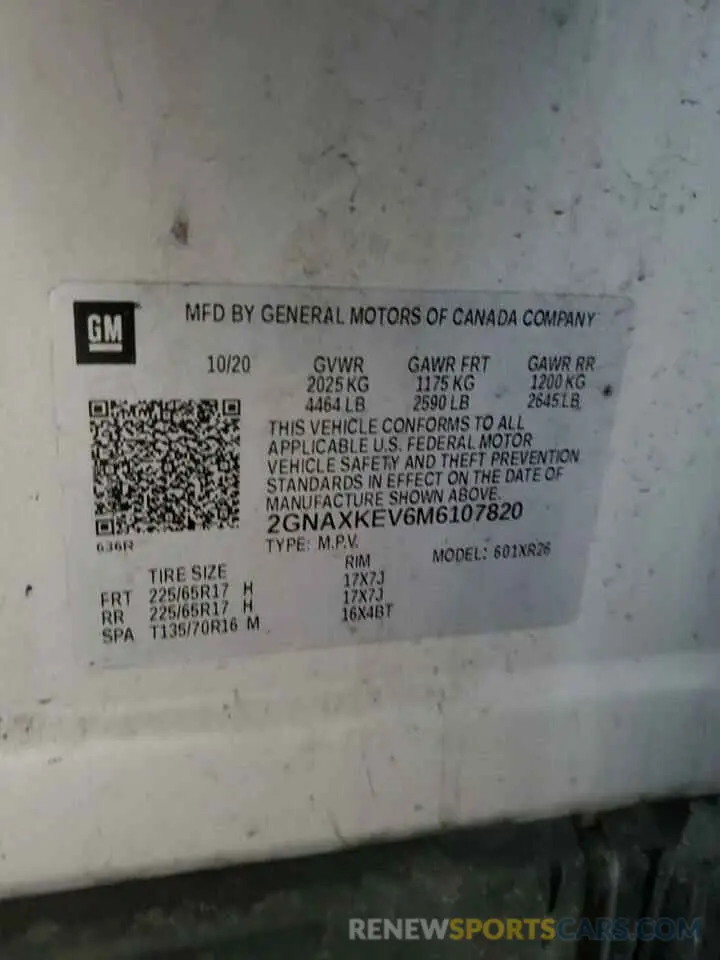 GM
MFD BY GENERAL MOTORS OF CANADA COMPANY
10/20 GVWR GAWR FRT GAWR RR
2025 KG 1175 KG 1200 KG
4464 LB 2590 LB 2645 LB
THIS VEHICLE CONFORMS TO ALL
APPLICABLE U.S. FEDERAL MOTOR
VEHICLE SAFETY AND THEFT PREVENTION
STANDARDS IN EFFECT ON THE DATE OF
MANUFACTURE SHOWN ABOVE.
2GNAXKEV6M6107820
636R
TYPE: M.P.V. MODEL: 601XR26
TIRE SIZE RIM
FRT 225/65R17 H 17X7J
RR 225/65R17 H 17X7J
SPA T135/70R16 M 16X4BT
RENEWSPORTSCARS.COM